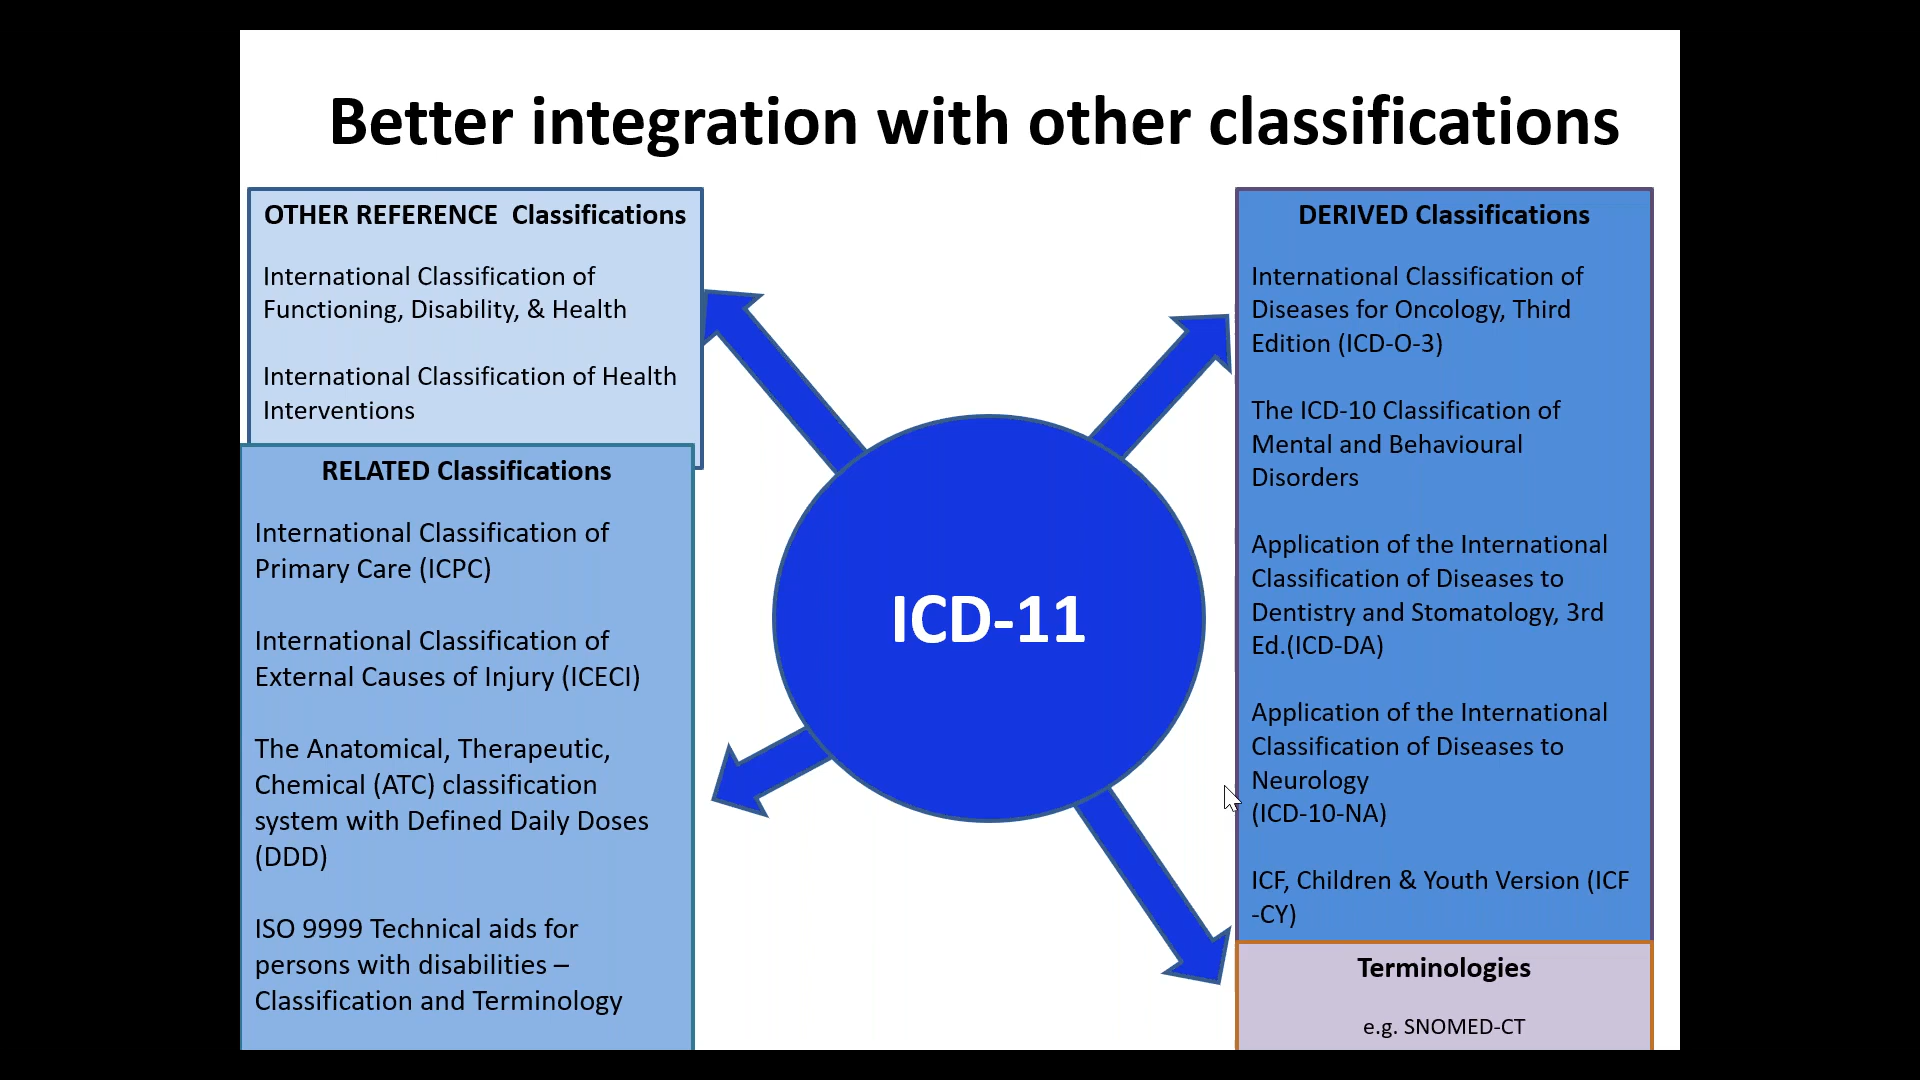 Better integration with other classifications
OTHER REFERENCE  Classifications
International Classification of
Functioning, Disability, & Health
International Classification of Health
Interventions
RELATED Classifications
International Classification of
Primary Care (ICPC)
International Classification of
External Causes of Injury (ICECI)
The Anatomical, Therapeutic,
Chemical (ATC) classification
system with Defined Daily Doses
(DDD)
ISO 9999 Technical aids for
persons with disabilities –
Classification and Terminology
ICD-11
DERIVED Classifications
International Classification of
Diseases for Oncology, Third
Edition (ICD-O-3)
The ICD-10 Classification of
Mental and Behavioural
Disorders
Application of the International
Classification of Diseases to
Dentistry and Stomatology, 3rd
Ed.(ICD-DA)
Application of the International
Classification of Diseases to
Neurology
(ICD-10-NA)
ICF, Children & Youth Version (ICF
-CY)
Terminologies
e.g. SNOMED-CT